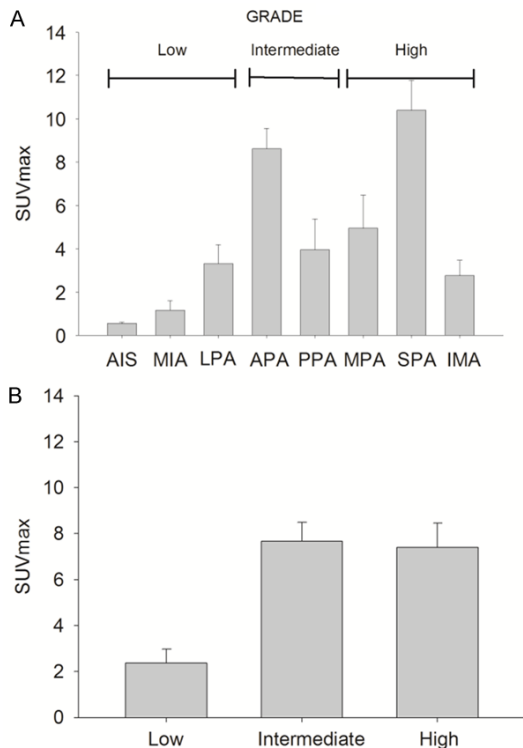 A
GRADE
Low Intermediate High
SUVmax
14
12
10
8
6
4
2
0
AIS MIA LPA APA PPA MPA SPA IMA
B
SUVmax
14
12
10
8
6
4
2
0
Low Intermediate High